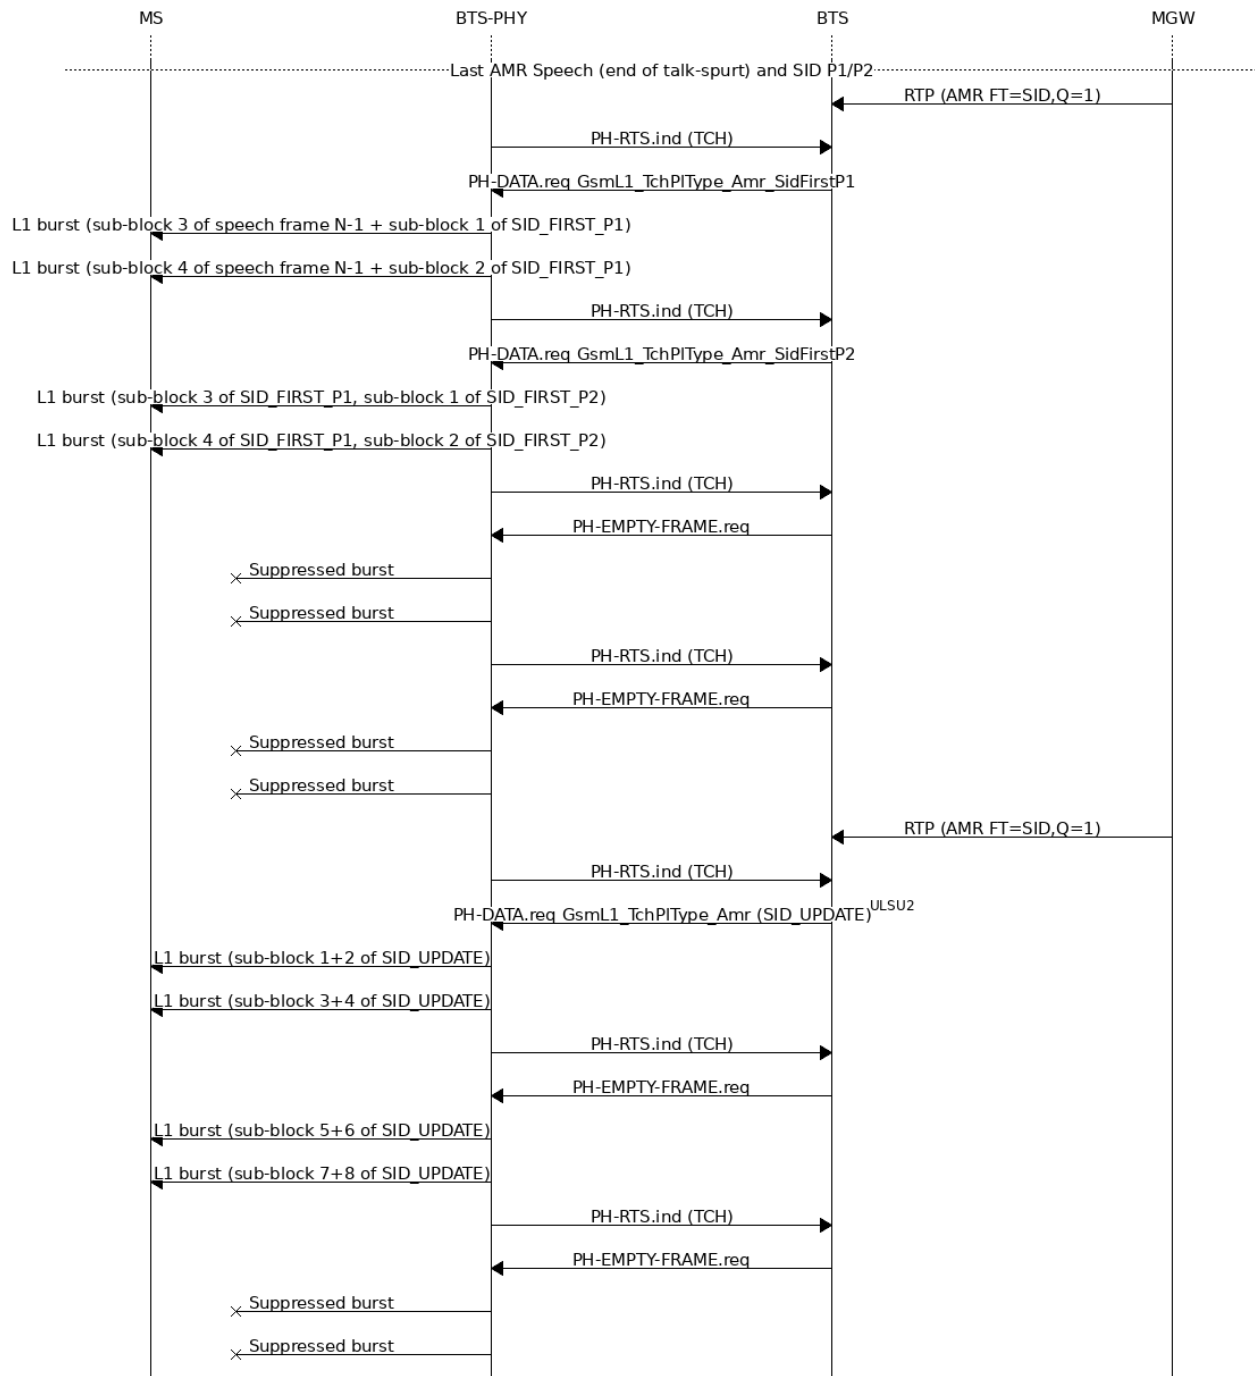 MS BTS-PHY BTS MGW
Last AMR Speech (end of talk-spurt) and SID P1/P2
RTP (AMR FT=SID,Q=1)
PH-RTS.ind (TCH)
PH-DATA.req GsmL1_TchPlType_Amr_SidFirstP1
L1 burst (sub-block 3 of speech frame N-1 + sub-block 1 of SID_FIRST_P1)
L1 burst (sub-block 4 of speech frame N-1 + sub-block 2 of SID_FIRST_P1)
PH-RTS.ind (TCH)
PH-DATA.req GsmL1_TchPlType_Amr_SidFirstP2
L1 burst (sub-block 3 of SID_FIRST_P1, sub-block 1 of SID_FIRST_P2)
L1 burst (sub-block 4 of SID_FIRST_P1, sub-block 2 of SID_FIRST_P2)
PH-RTS.ind (TCH)
PH-EMPTY-FRAME.req
Suppressed burst
Suppressed burst
PH-RTS.ind (TCH)
PH-EMPTY-FRAME.req
Suppressed burst
Suppressed burst
RTP (AMR FT=SID,Q=1)
PH-RTS.ind (TCH)
PH-DATA.req GsmL1_TchPlType_Amr (SID_UPDATE)ULSU2
L1 burst (sub-block 1+2 of SID_UPDATE)
L1 burst (sub-block 3+4 of SID_UPDATE)
PH-RTS.ind (TCH)
PH-EMPTY-FRAME.req
L1 burst (sub-block 5+6 of SID_UPDATE)
L1 burst (sub-block 7+8 of SID_UPDATE)
PH-RTS.ind (TCH)
PH-EMPTY-FRAME.req
Suppressed burst
Suppressed burst